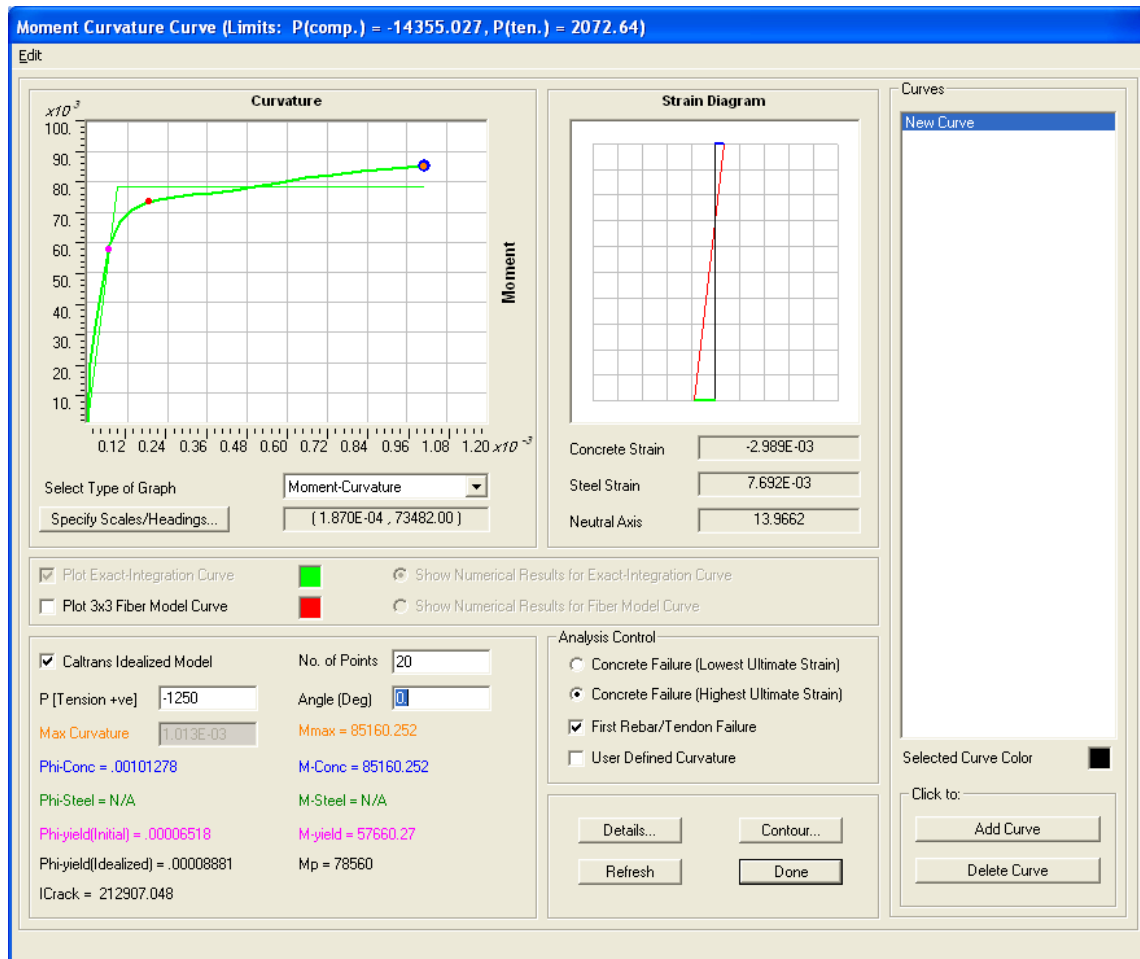 Moment Curvature Curve (Limits:  P(comp.) = -14355.027, P(ten.) = 2072.64)
Edit
Curvature
x10 3
100.
90.
80.
70.
60.
50.
40.
30.
20.
10.
Moment
0.12 0.24 0.36 0.48 0.60 0.72 0.84 0.96 1.08 1.20 x10 -3
Select Type of Graph
Moment-Curvature
Specify Scales/Headings...
( 1.870E-04 , 73482.00 )
Strain Diagram
Concrete Strain
-2.989E-03
Steel Strain
7.692E-03
Neutral Axis
13.9662
Plot Exact-Integration Curve
Show Numerical Results for Exact-Integration Curve
Plot 3x3 Fiber Model Curve
Show Numerical Results for Fiber Model Curve
Caltrans Idealized Model
No. of Points
20
P [Tension +ve]
-1250
Angle (Deg)
0.
Max Curvature
1.013E-03
Mmax = 85160.252
Phi-Conc = .00101278
M-Conc = 85160.252
Phi-Steel = N/A
M-Steel = N/A
Phi-yield(Initial) = .00006518
M-yield = 57660.27
Phi-yield(Idealized) = .00008881
Mp = 78560
ICrack =  212907.048
Analysis Control
Concrete Failure (Lowest Ultimate Strain)
Concrete Failure (Highest Ultimate Strain)
First Rebar/Tendon Failure
User Defined Curvature
Details...
Contour...
Refresh
Done
Curves
New Curve
Selected Curve Color
Click to:
Add Curve
Delete Curve